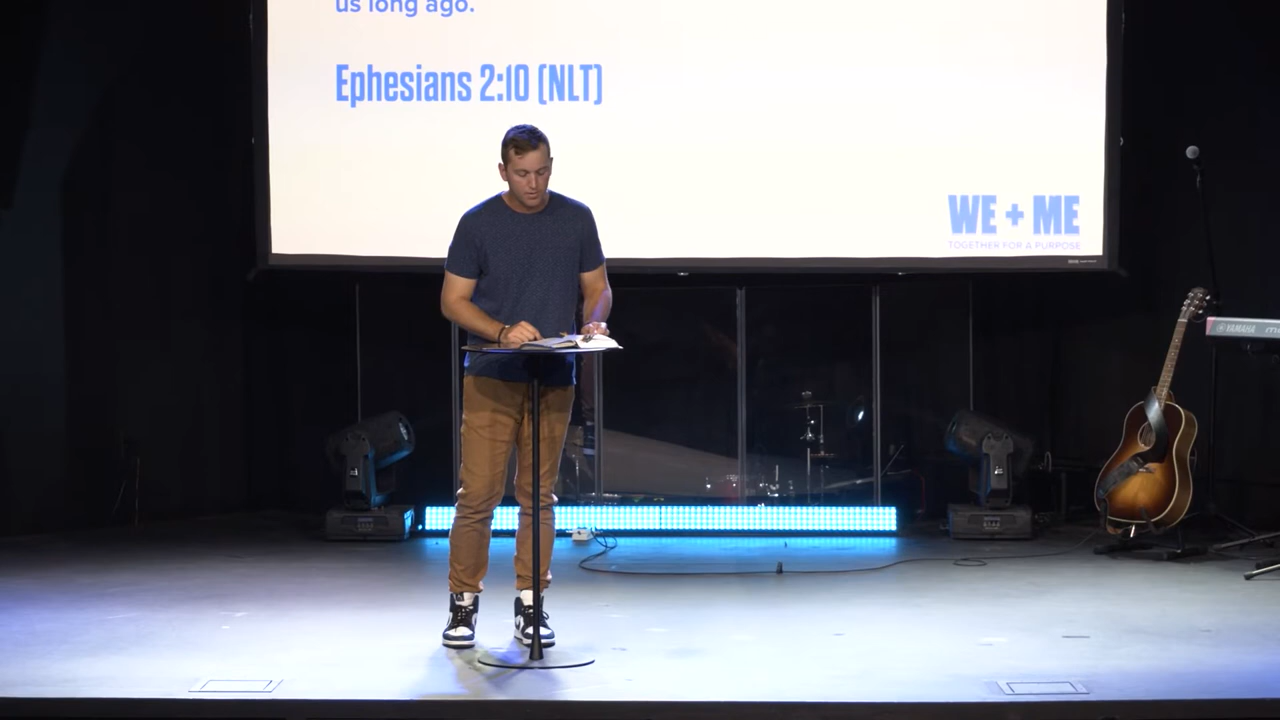 us long ago.
Ephesians 2:10 (NLT)
WE + ME
TOGETHER FOR A PURPOSE
YAMAHA